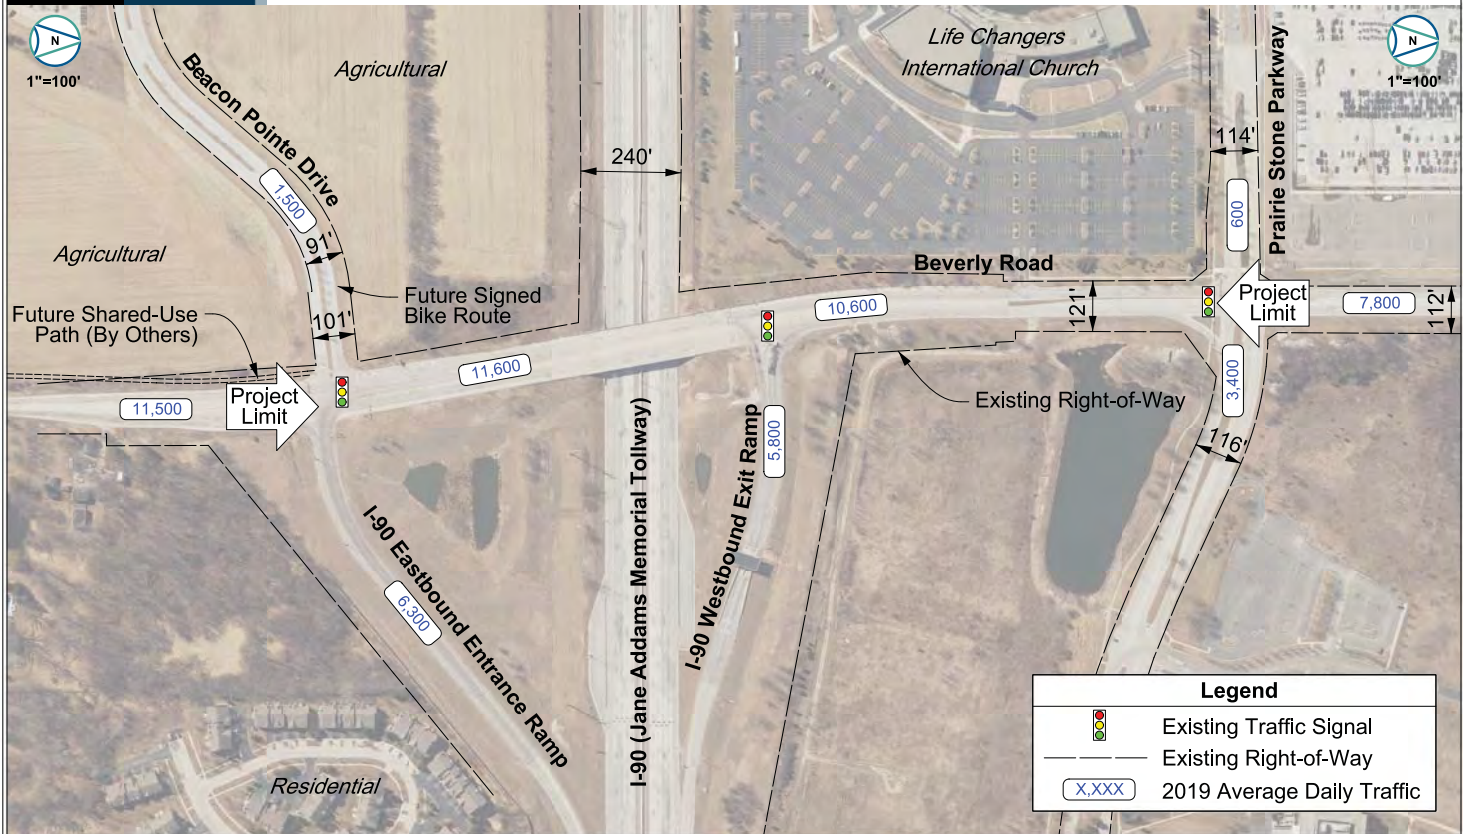 N
1"=100'
Beacon Pointe Drive
Agricultural
Life Changers
International Church
Prairie Stone Parkway
N
1"=100'
240'
114'
1,500
600
91'
Agricultural
Beverly Road
Future Signed
Bike Route
Future Shared-Use
Path (By Others)
101'
10,600
121'
Project
Limit
7,800
112'
11,600
Project
Limit
11,500
3,400
Existing Right-of-Way
5,800
116'
I-90 Eastbound Entrance Ramp
I-90 (Jane Addams Memorial Tollway)
I-90 Westbound Exit Ramp
6,300
Residential
Legend
Existing Traffic Signal
Existing Right-of-Way
X,XXX 2019 Average Daily Traffic